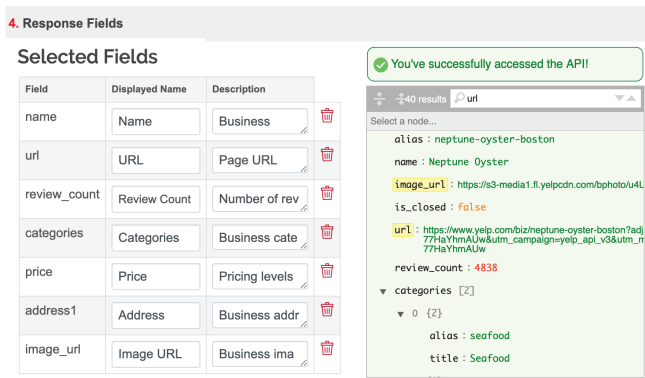 4. Response Fields
Selected Fields
Field Displayed Name Description
name Name Business
url URL Page URL
review_count Review Count Number of rev
categories Categories Business cate
price Price Pricing levels
address1 Address Business addr
image_url Image URL Business ima
You've successfully accessed the API!
40 results url
Select a node...
alias : neptune-oyster-boston
name : Neptune Oyster
image_url : https://s3-media1.fl.yelpcdn.com/bphoto/u4L
is_closed : false
url : https://www.yelp.com/biz/neptune-oyster-boston?adj
77HaYhmAUw&utm_campaign=yelp_api_v3&utm_m
77HaYhmAUw
review_count : 4838
categories [2]
0 {2}
alias : seafood
title : Seafood